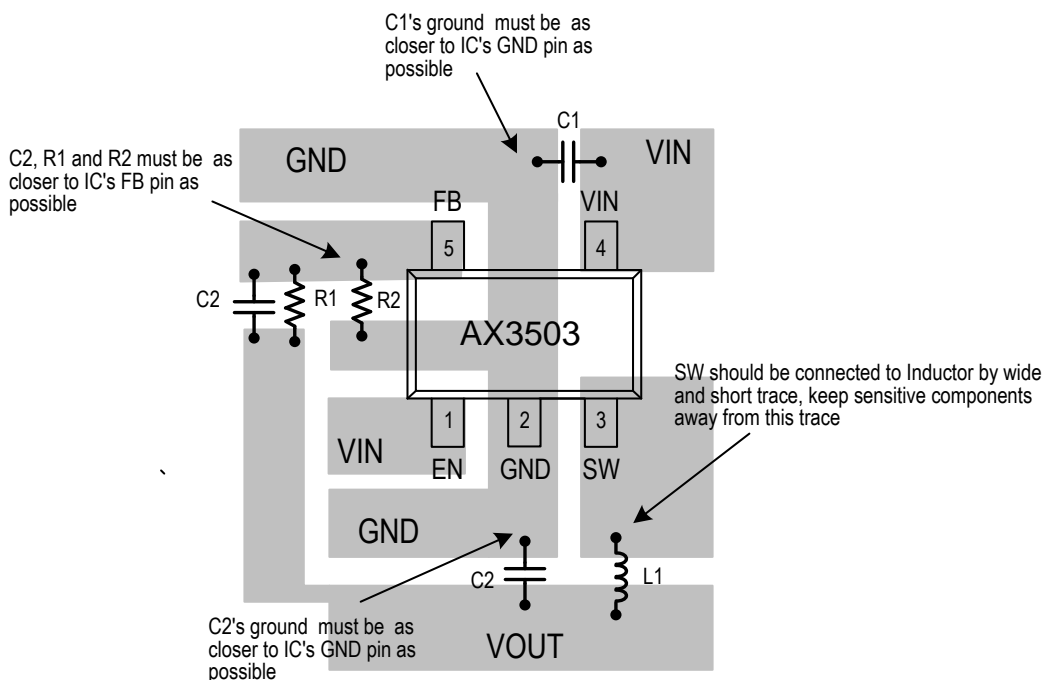 C1's ground must be as
closer to IC's GND pin as
possible
C1
C2, R1 and R2 must be as
closer to IC's FB pin as
possible
GND
VIN
FB
VIN
5
4
C2
R1
R2
AX3503
SW should be connected to Inductor by wide
and short trace, keep sensitive components
away from this trace
1
2
3
VIN
EN
GND
SW
GND
C2
L1
C2's ground must be as
closer to IC's GND pin as
possible
VOUT